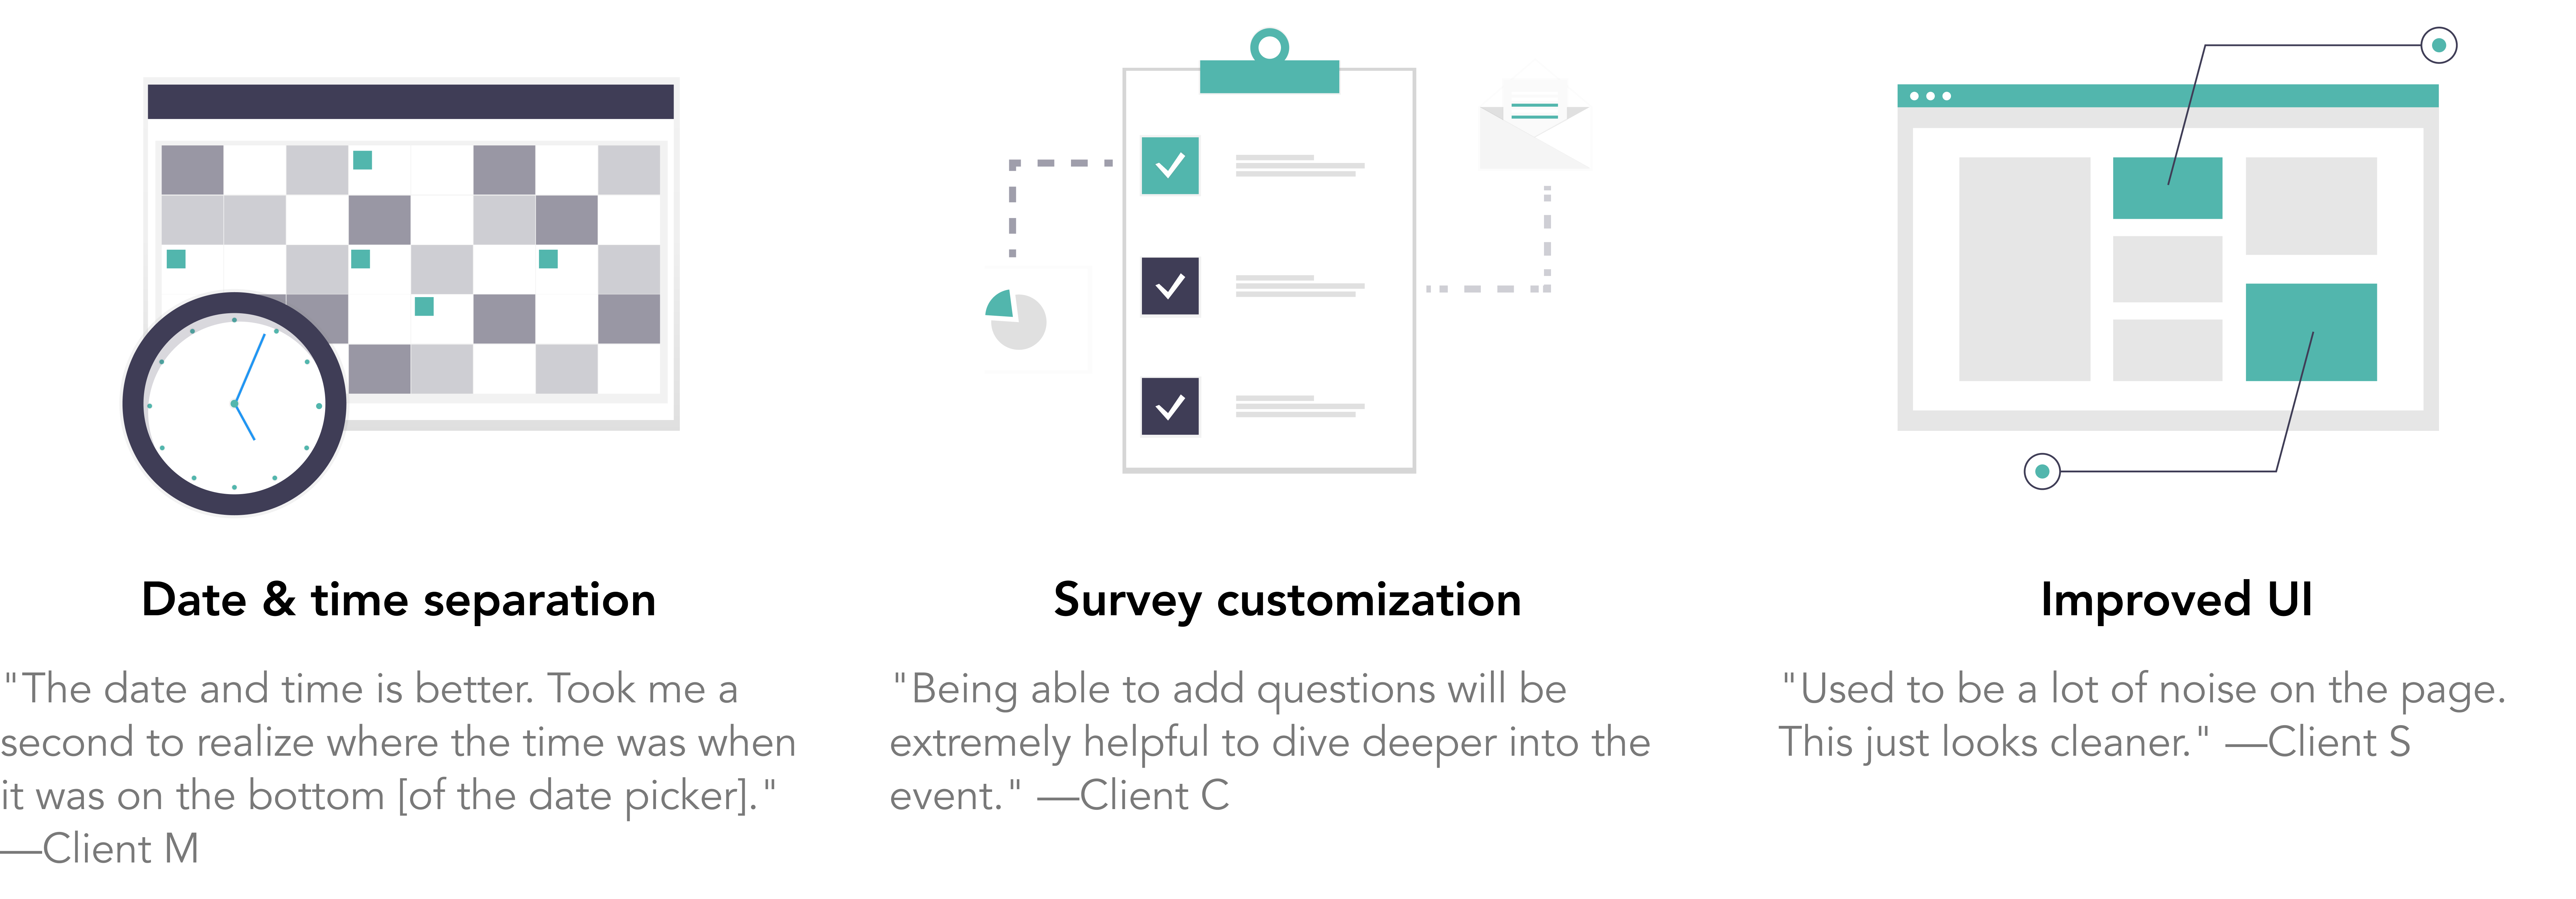 Date & time separation
"The date and time is better. Took me a
second to realize where the time was when
it was on the bottom [of the date picker]."
—Client M
Survey customization
"Being able to add questions will be
extremely helpful to dive deeper into the
event." —Client C
Improved UI
"Used to be a lot of noise on the page.
This just looks cleaner." —Client S